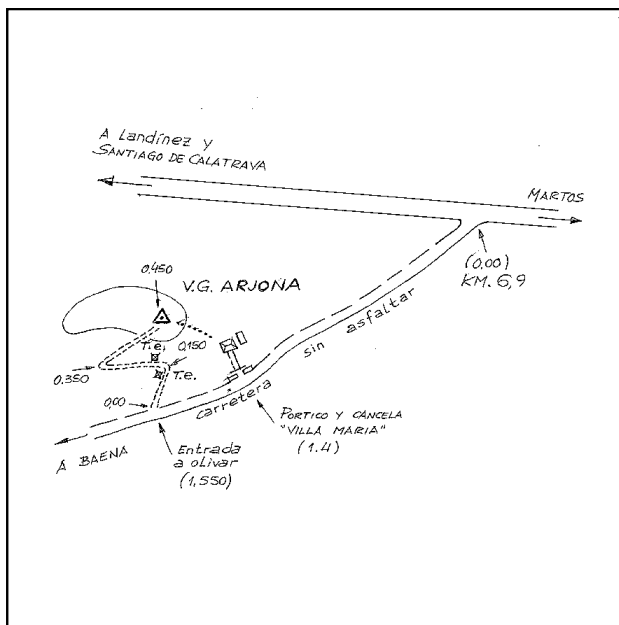 A Landínez y
SANTIAGO DE CALATRAVA
MARTOS
(0,00)
KM. 6,9
0,450
V.G. ARJONA
T.e.
0,150
0,350
T.e.
0,00
carretera sin asfaltar
PORTICO Y CANCELA
"VILLA MARIA"
(1.4)
A BAENA
Entrada
a olivar
(1,550)